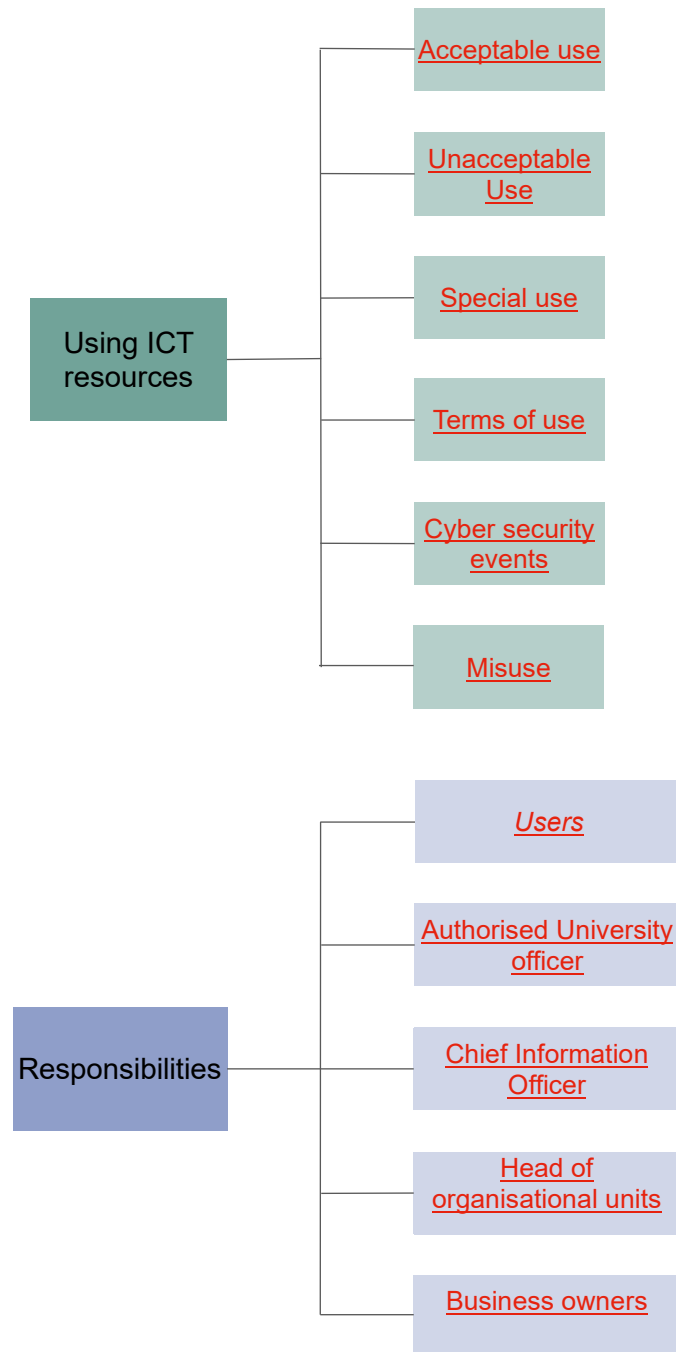 Acceptable use
Unacceptable
Use
Special use
Using ICT
resources
Terms of use
Cyber security
events
Misuse
Users
Authorised University
officer
Chief Information
Officer
Responsibilities
Head of
organisational units
Business owners